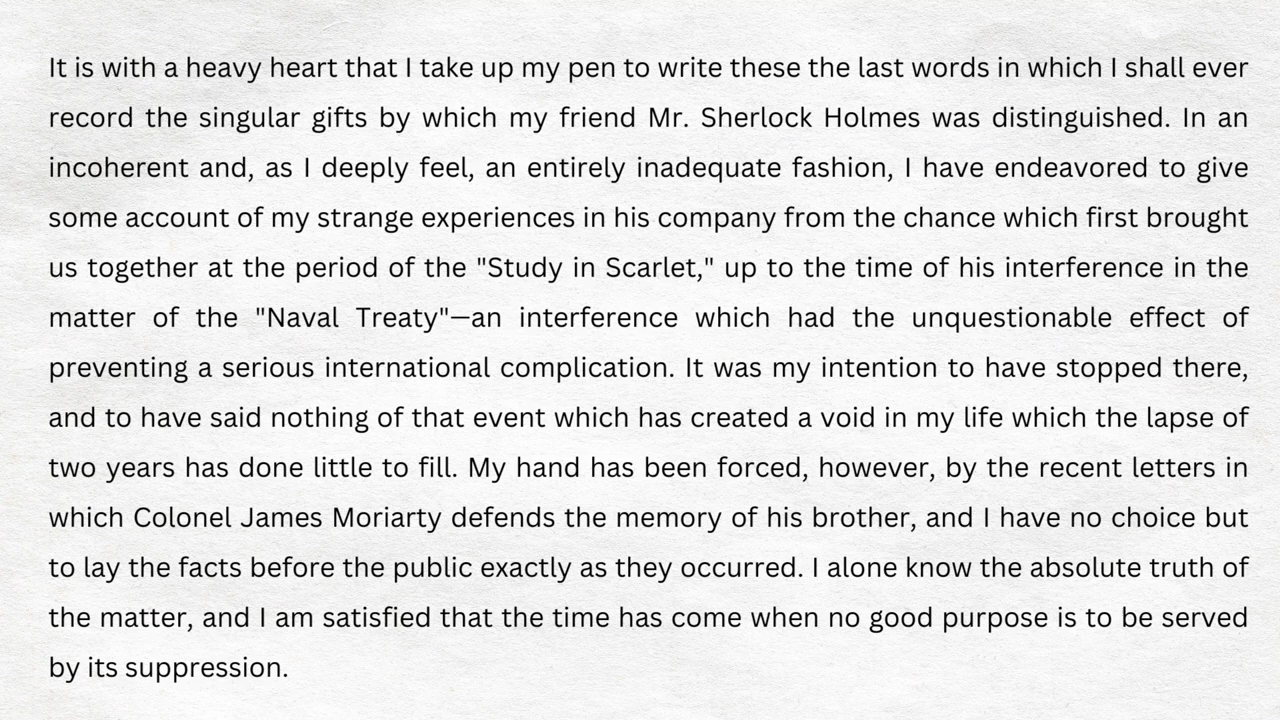 It is with a heavy heart that I take up my pen to write these the last words in which I shall ever
record the singular gifts by which my friend Mr. Sherlock Holmes was distinguished. In an
incoherent and, as I deeply feel, an entirely inadequate fashion, I have endeavored to give
some account of my strange experiences in his company from the chance which first brought
us together at the period of the "Study in Scarlet," up to the time of his interference in the
matter of the "Naval Treaty"—an interference which had the unquestionable effect of
preventing a serious international complication. It was my intention to have stopped there,
and to have said nothing of that event which has created a void in my life which the lapse of
two years has done little to fill. My hand has been forced, however, by the recent letters in
which Colonel James Moriarty defends the memory of his brother, and I have no choice but
to lay the facts before the public exactly as they occurred. I alone know the absolute truth of
the matter, and I am satisfied that the time has come when no good purpose is to be served
by its suppression.